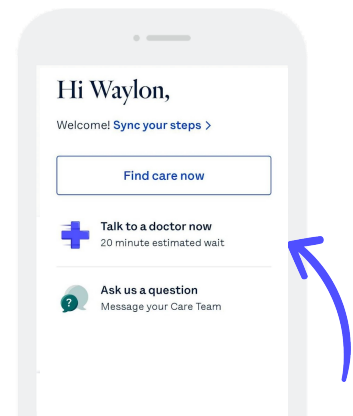 Hi Waylon,
Welcome! Sync your steps >
Find care now
Talk to a doctor now
20 minute estimated wait
Ask us a question
?
Message your Care Team